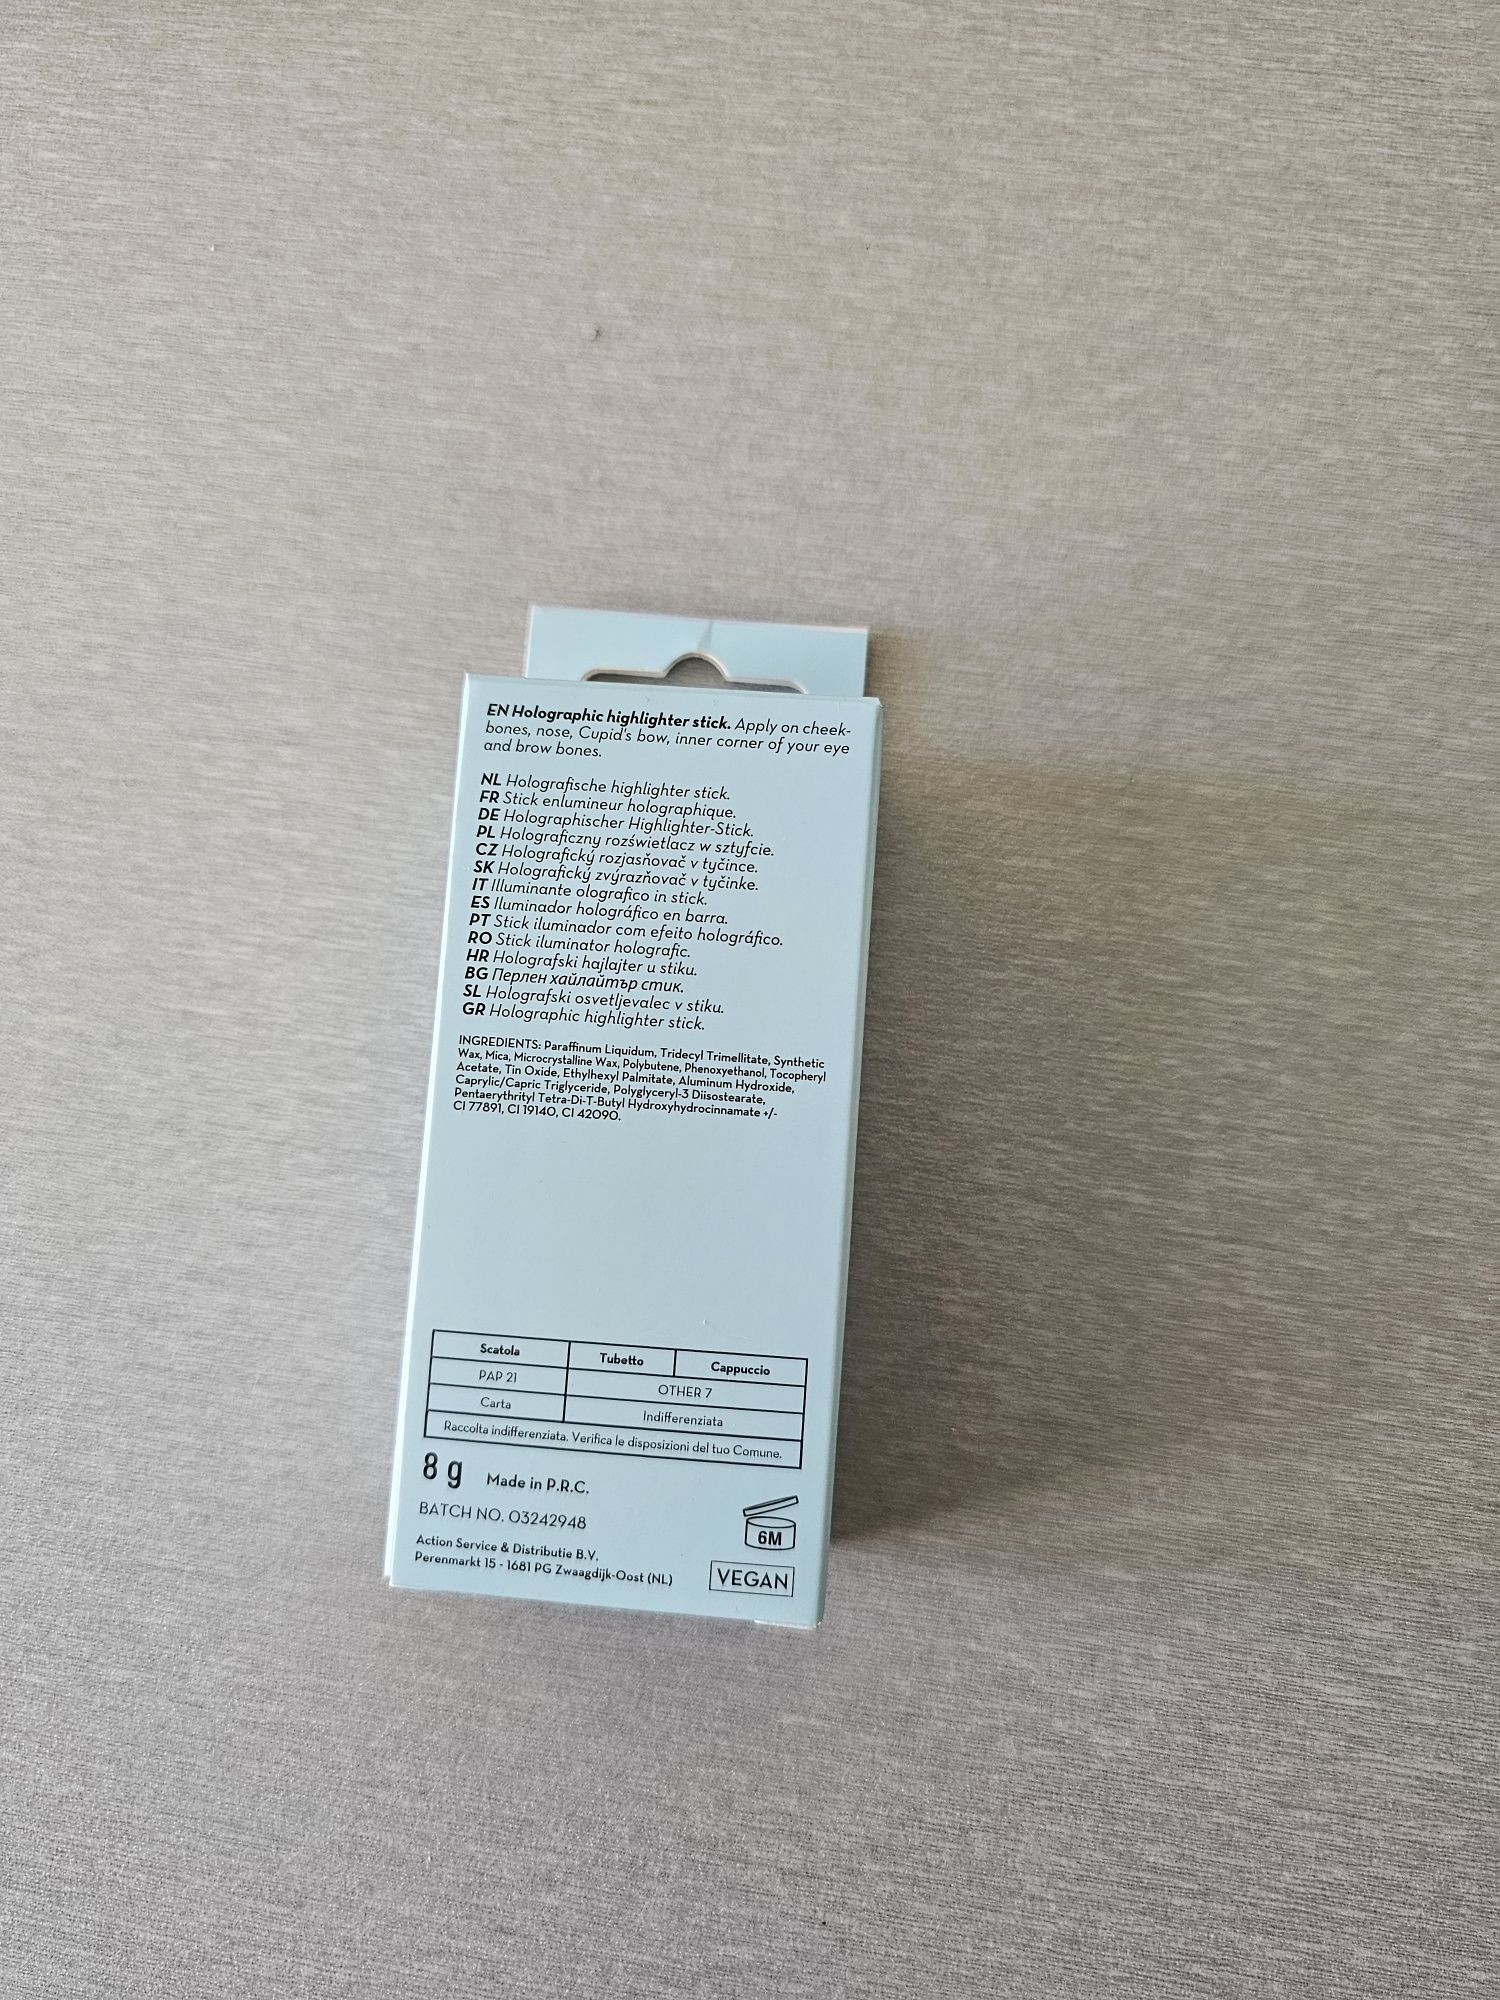 EN Holographic highlighter stick. Apply on cheek-
bones, nose, Cupid's bow, inner corner of your eye
and brow bones.
NL Holografische highlighter stick.
FR Stick enlumineur holographique.
DE Holographischer Highlighter-Stick.
PL Holograficzny rozświetlacz w sztyfcie.
CZ Holografický rozjasňovač v tyčince.
SK Holografický zvýrazňovač v tyčinke.
IT Illuminante olografico in stick.
ES Iluminador holográfico en barra.
PT Stick iluminador com efeito holográfico.
RO Stick iluminator holografic.
HR Holografski hajlajter u stiku.
BG Перлен хайлайтър стик.
SL Holografski osvetljevalec v stiku.
GR Holographic highlighter stick.
INGREDIENTS: Paraffinum Liquidum, Tridecyl Trimellitate, Synthetic
Wax, Mica, Microcrystalline Wax, Polybutene, Phenoxyethanol, Tocopheryl
Acetate, Tin Oxide, Ethylhexyl Palmitate, Aluminum Hydroxide,
Caprylic/Capric Triglyceride, Polyglyceryl-3 Diisostearate,
Pentaerythrityl Tetra-Di-T-Butyl Hydroxyhydrocinnamate +/-
CI 77891, CI 19140, CI 42090.
Scatola Tubetto Cappuccio
PAP 21 OTHER 7
Carta Indifferenziata
Raccolta indifferenziata. Verifica le disposizioni del tuo Comune.
8 g Made in P.R.C.
BATCH NO. 03242948
6M
Action Service & Distributie B.V.
Perenmarkt 15 - 1681 PG Zwaagdijk-Oost (NL)
VEGAN